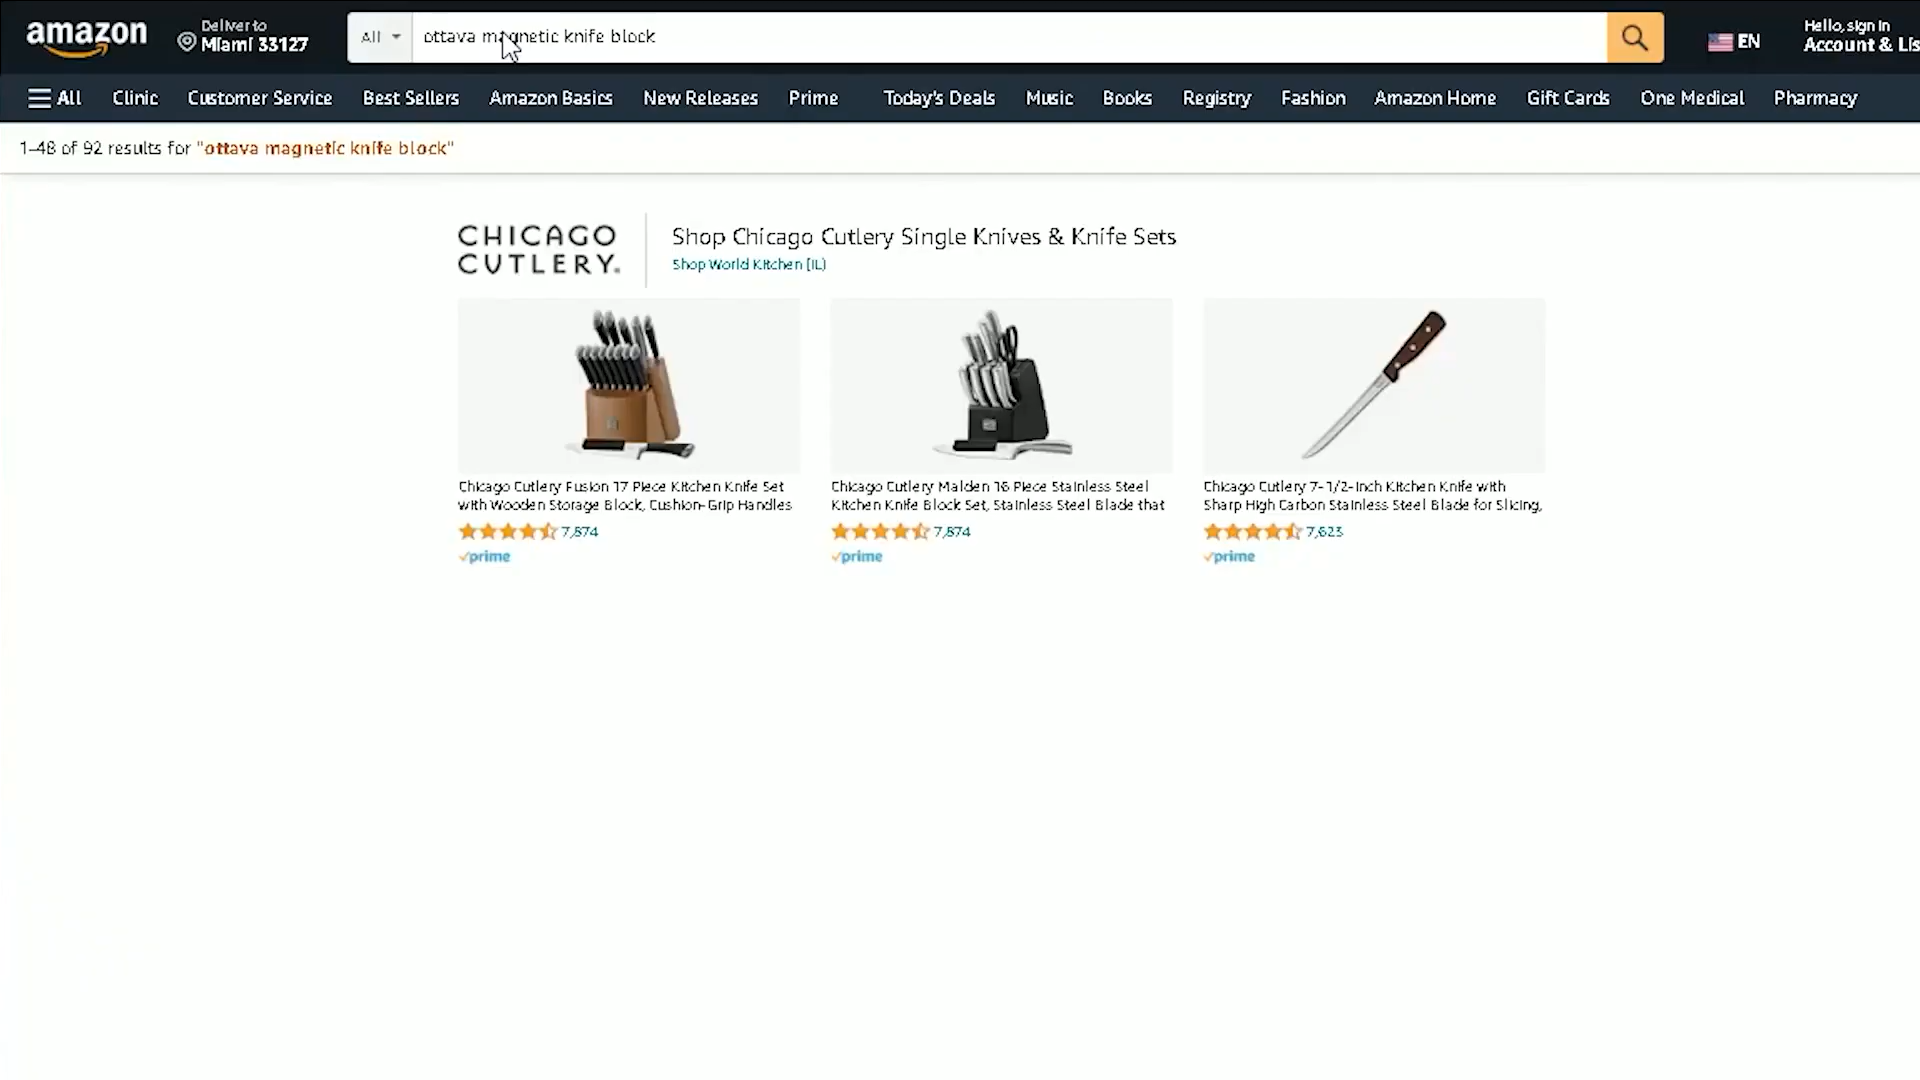 amazon
Deliver to
Miami 33127
All
ottava magnetic knife block
EN
Hello, sign in
Account & Lis
All
Clinic
Customer Service
Best Sellers
Amazon Basics
New Releases
Prime
Today's Deals
Music
Books
Registry
Fashion
Amazon Home
Gift Cards
One Medical
Pharmacy
1-48 of 92 results for "ottava magnetic knife block"
CHICAGO
CUTLERY.
Shop Chicago Cutlery Single Knives & Knife Sets
Shop World Kitchen (IL)
Chicago Cutlery Fusion 17 Piece Kitchen Knife Set
with Wooden Storage Block, Cushion-Grip Handles
7,874
prime
Chicago Cutlery Malden 16 Piece Stainless Steel
Kitchen Knife Block Set, Stainless Steel Blade that
7,874
prime
Chicago Cutlery 7-1/2-Inch Kitchen Knife with
Sharp High Carbon Stainless Steel Blade for Slicing,
7,623
prime